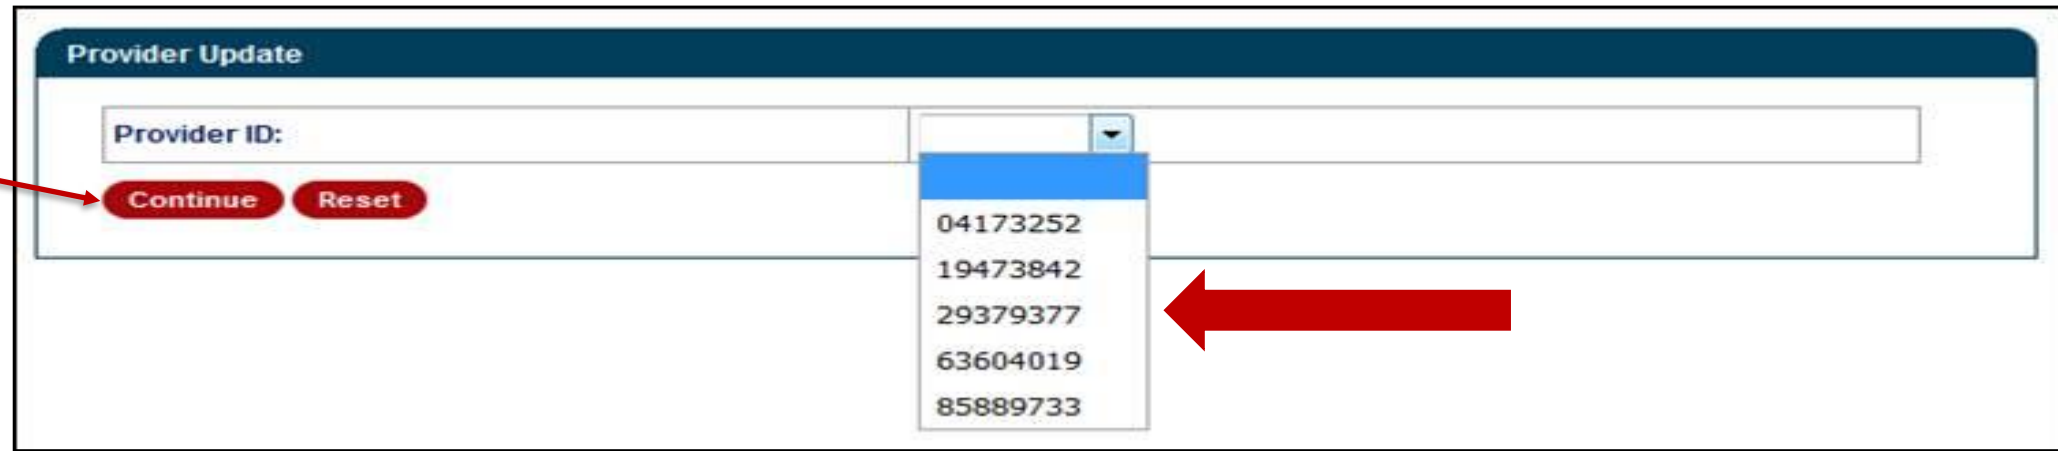 Provider Update
Provider ID:
Continue Reset
04173252
19473842
29379377
63604019
85889733